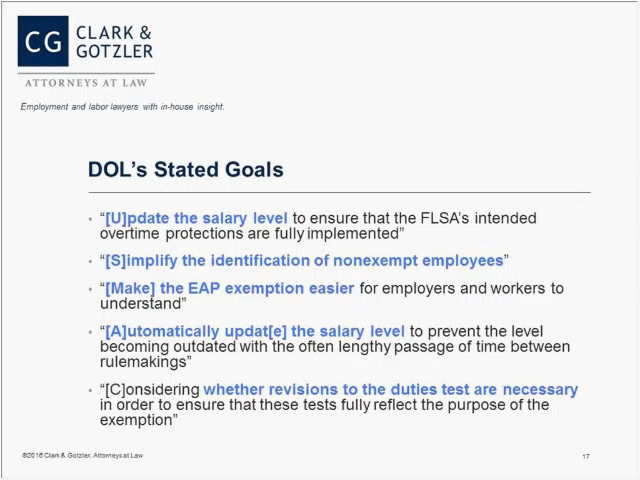 CG
CLARK &
GOTZLER
ATTORNEYS AT LAW
Employment and labor lawyers with in-house insight.
DOL's Stated Goals
• “[U]pdate the salary level to ensure that the FLSA's intended
overtime protections are fully implemented”
• “[S]implify the identification of nonexempt employees”
• “[Make] the EAP exemption easier for employers and workers to
understand”
• “[A]utomatically updat[e] the salary level to prevent the level
becoming outdated with the often lengthy passage of time between
rulemakings”
• “[C]onsidering whether revisions to the duties test are necessary
in order to ensure that these tests fully reflect the purpose of the
exemption”
©2016 Clark & Gotzler, Attorneys at Law
17